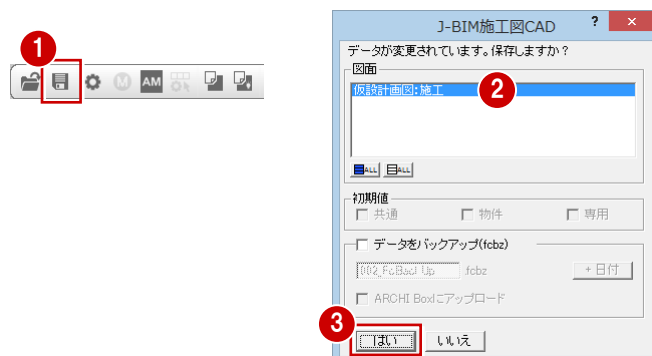 1
AM
J-BIM施工図CAD ? ×
データが変更されています。保存しますか？
図面
仮設計画図:施工
2
ALL ALL
初期値
共通 物件 専用
データをバックアップ(fcbz)
.fcbz +日付
ARCHI Boxにアップロード
3
はい いいえ